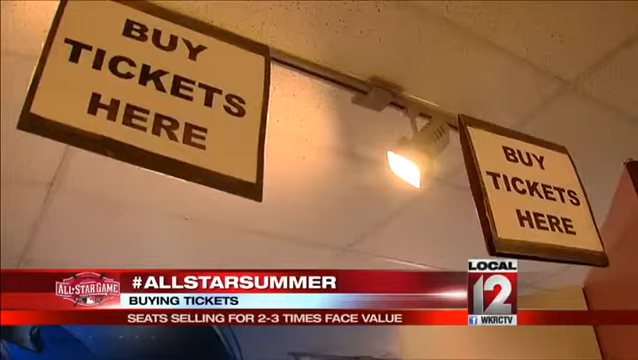 BUY
TICKETS
HERE
BUY
TICKETS
HERE
ALL-STAR GAME
#ALLSTARSUMMER
BUYING TICKETS
SEATS SELLING FOR 2-3 TIMES FACE VALUE
LOCAL
12
WKRCTV